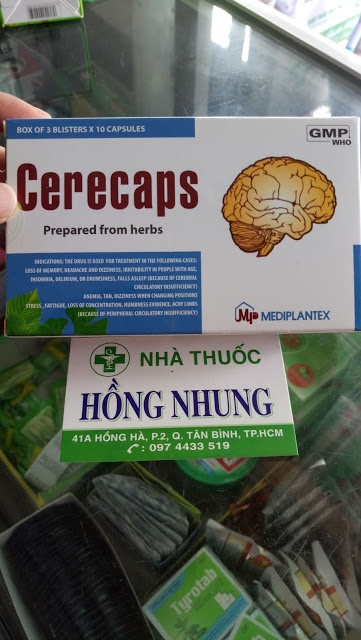 BOX OF 3 BLISTERS X 10 CAPSULES
GMP
WHO
Cerecaps
Prepared from herbs
INDICATIONS: THE DRUG IS USED FOR TREATMENT IN THE FOLLOWING CASES:
LOSS OF MEMORY, HEADACHE AND DIZZINESS, IRRITABILITY IN PEOPLE WITH AGE,
INSOMNIA, DELIRIUM, OR DROWSINESS, FALLS ASLEEP (BECAUSE OF CEREBRAL
CIRCULATORY INSUFFICIENCY)
ANEMIA, TAN, DIZZINESS WHEN CHANGING POSITIONS
STRESS, FATTIGUE, LOSS OF CONCENTRATION, NUMBNESS EVIDENCE, ACHY LIMBS
(BECAUSE OF PERIPHERAL CIRCULATORY INSUFFICIENCY)
MP MEDIPLANTEX
NHÀ THUỐC
HỒNG NHUNG
41A HỒNG HÀ, P.2, Q. TÂN BÌNH, TP.HCM
: 097 4433 519
Tyrotab